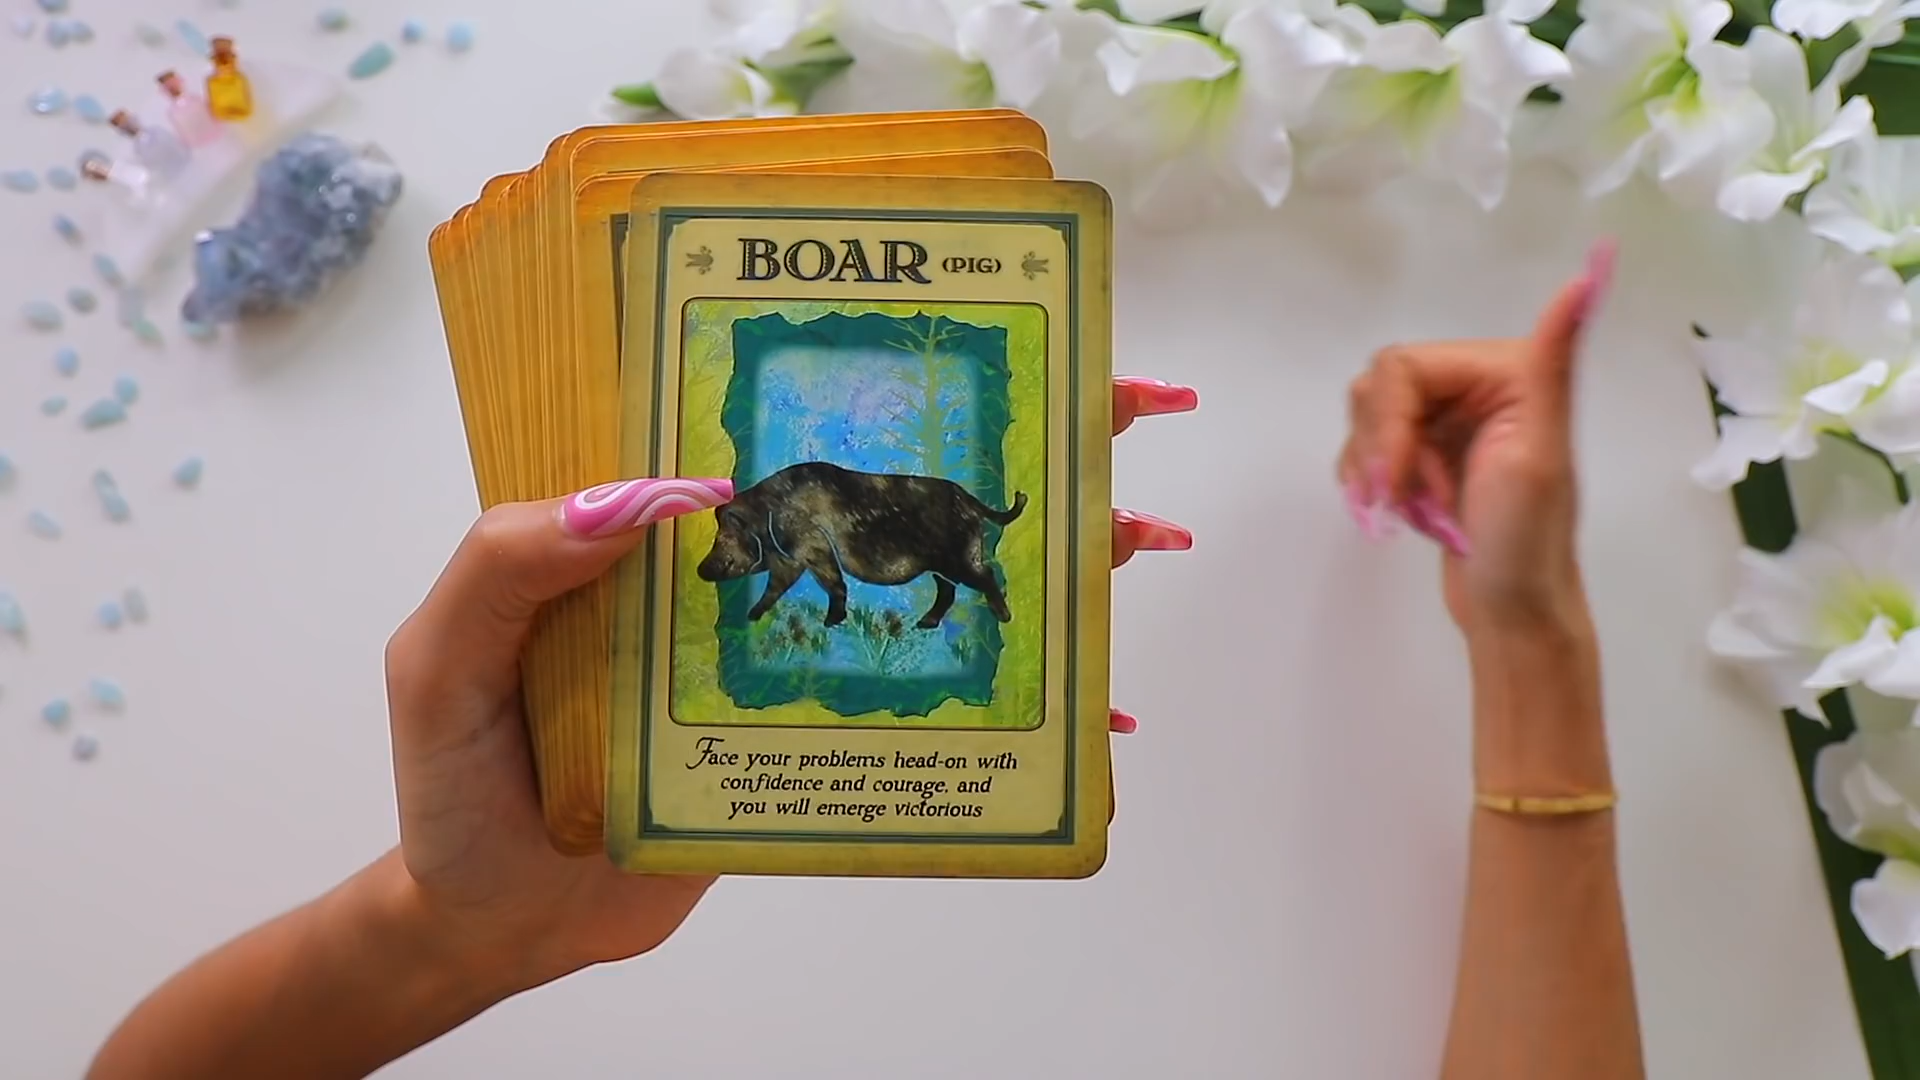 BOAR (PIG)
Face your problems head-on with
confidence and courage, and
you will emerge victorious